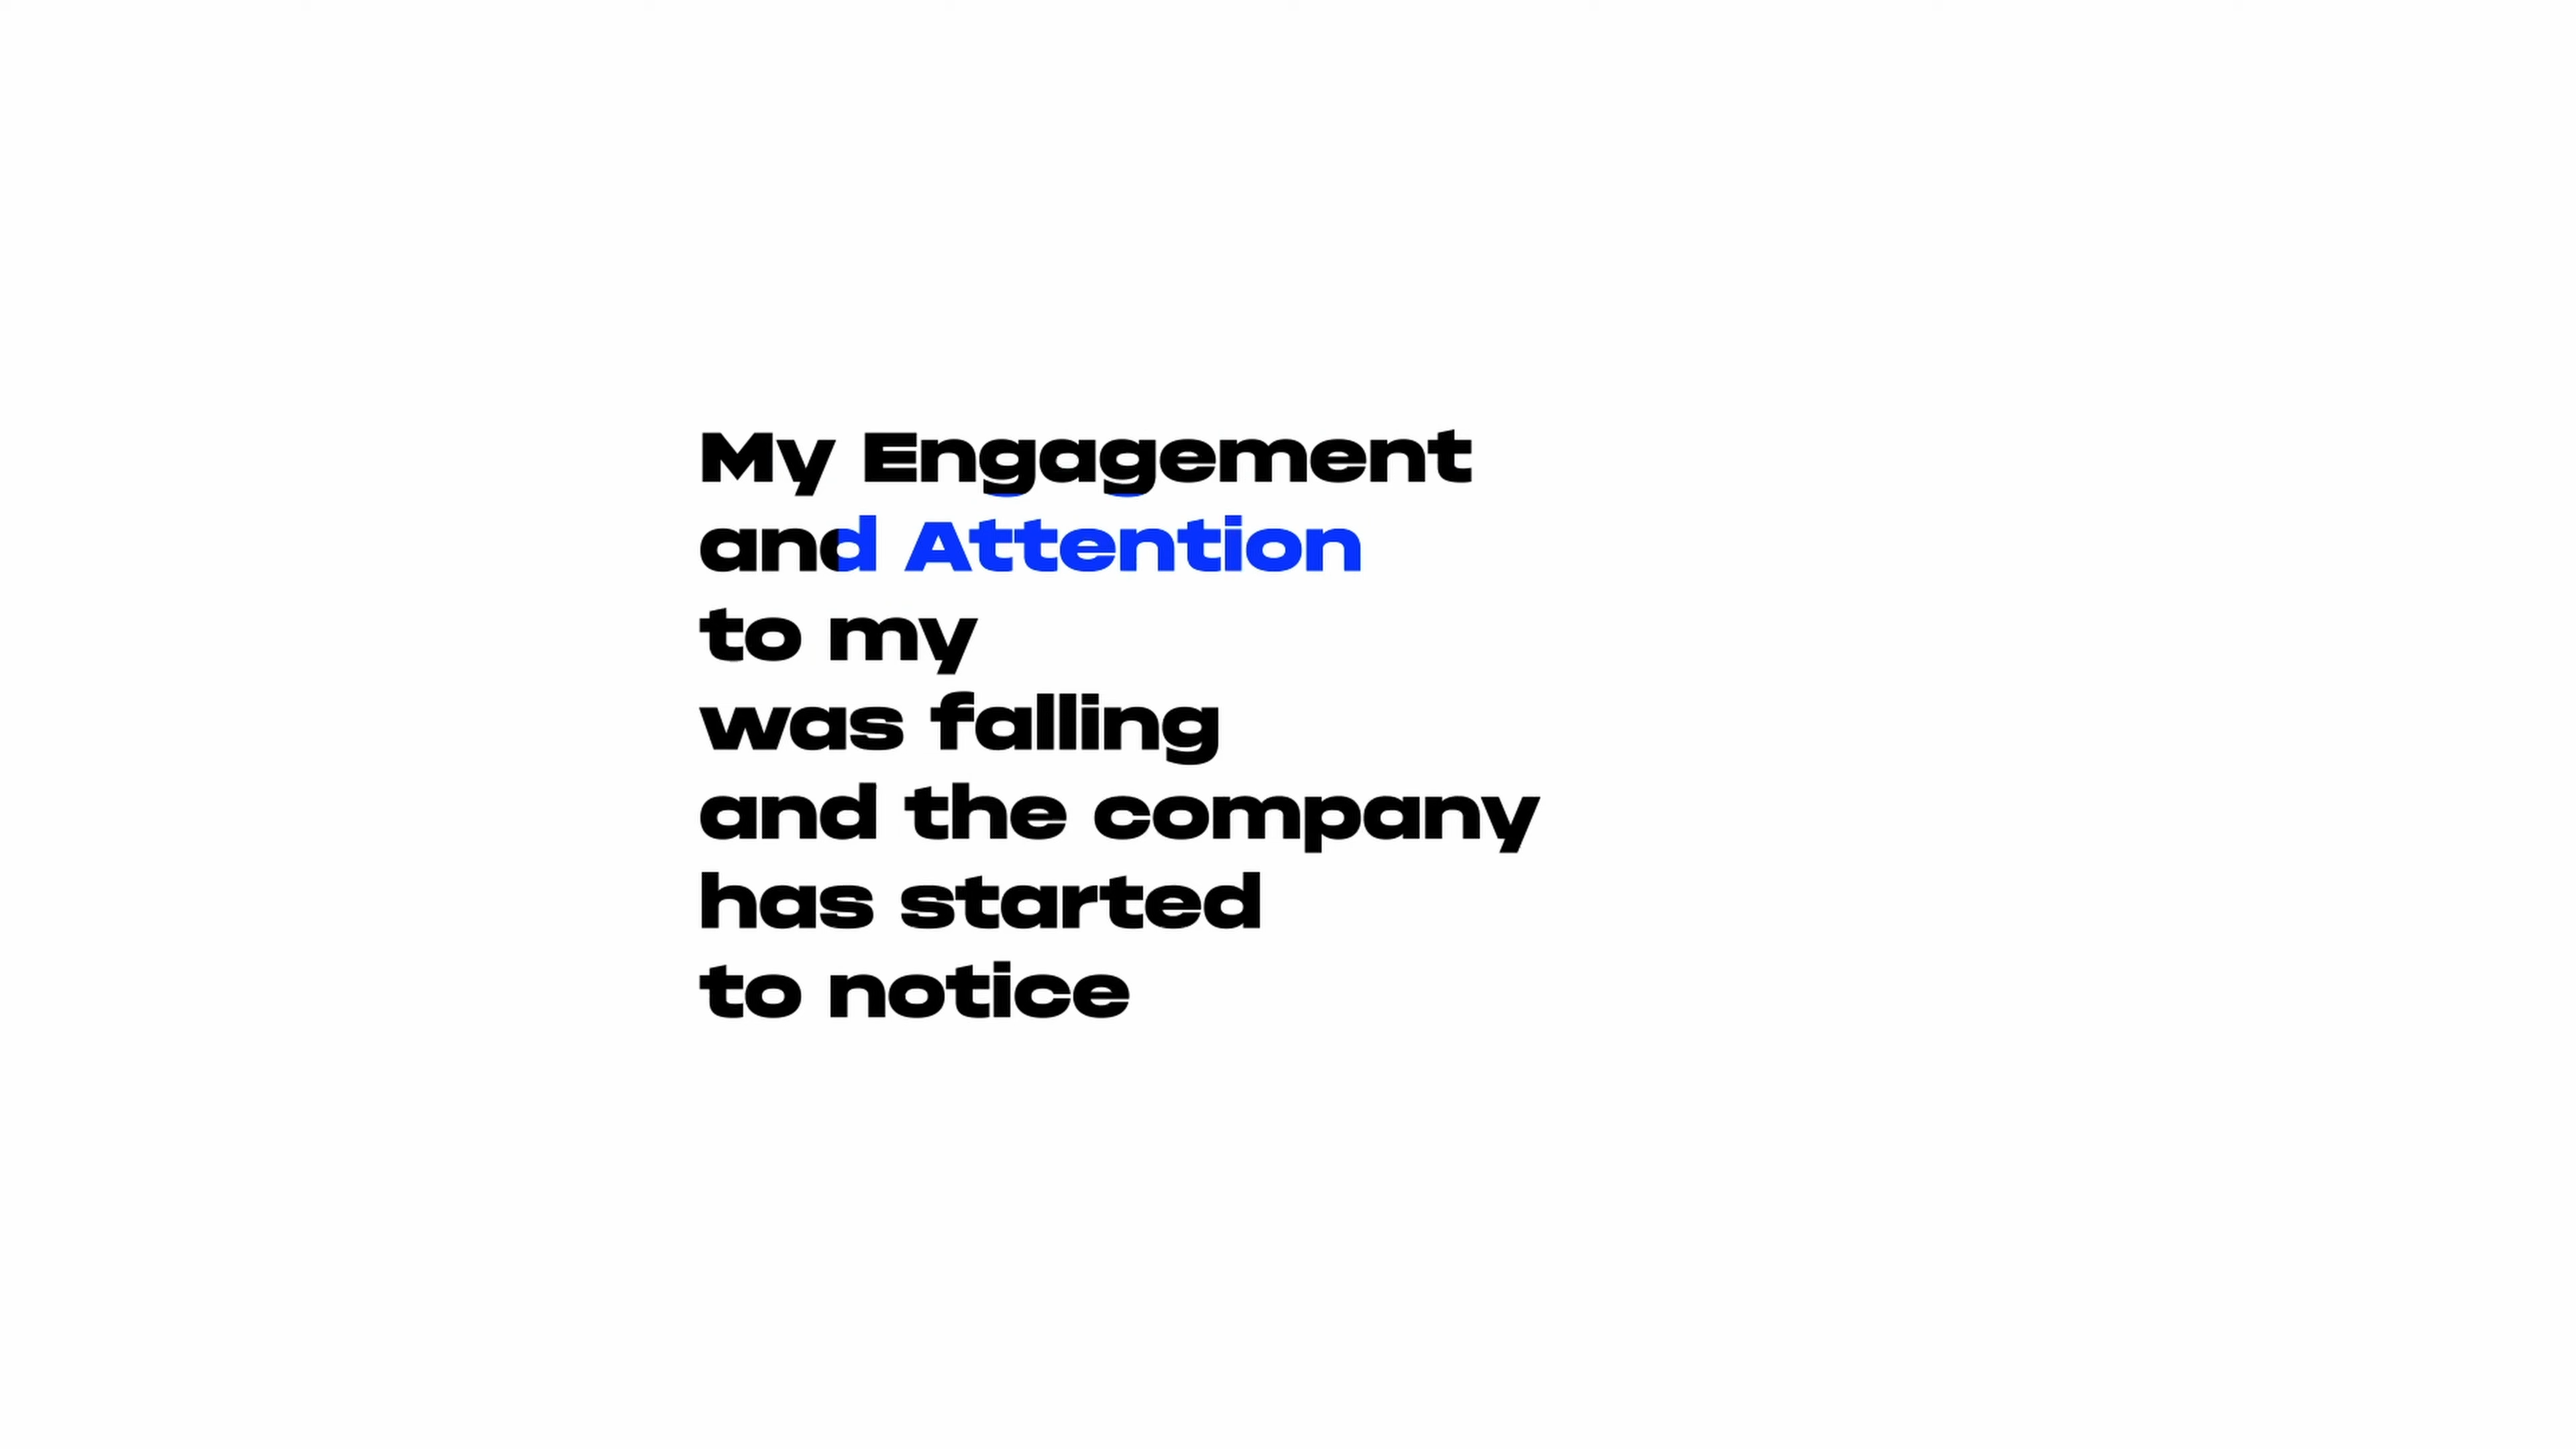 My Engagement
and Attention
to my
was falling
and the company
has started
to notice